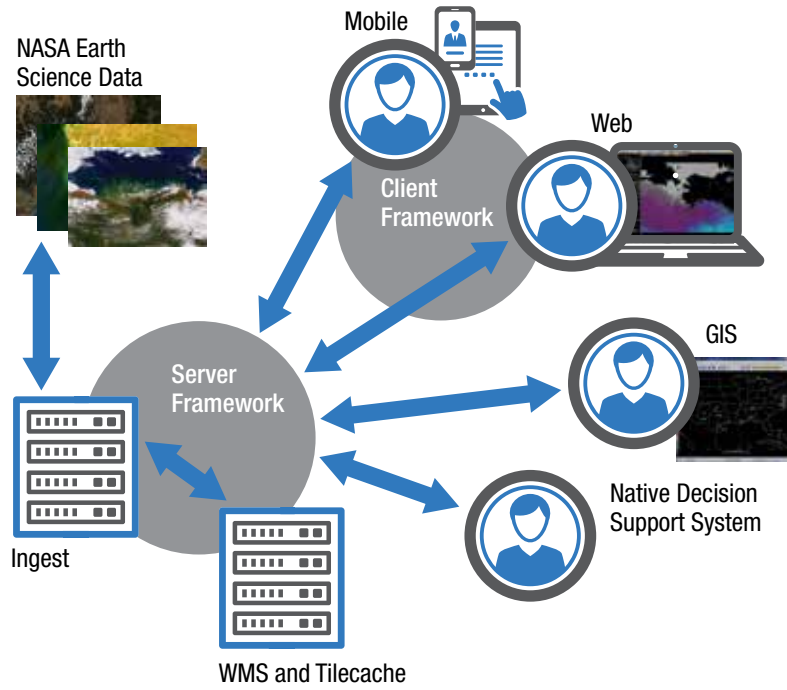 NASA Earth
Science Data
Mobile
Web
Client
Framework
GIS
Server
Framework
Native Decision
Support System
Ingest
WMS and Tilecache